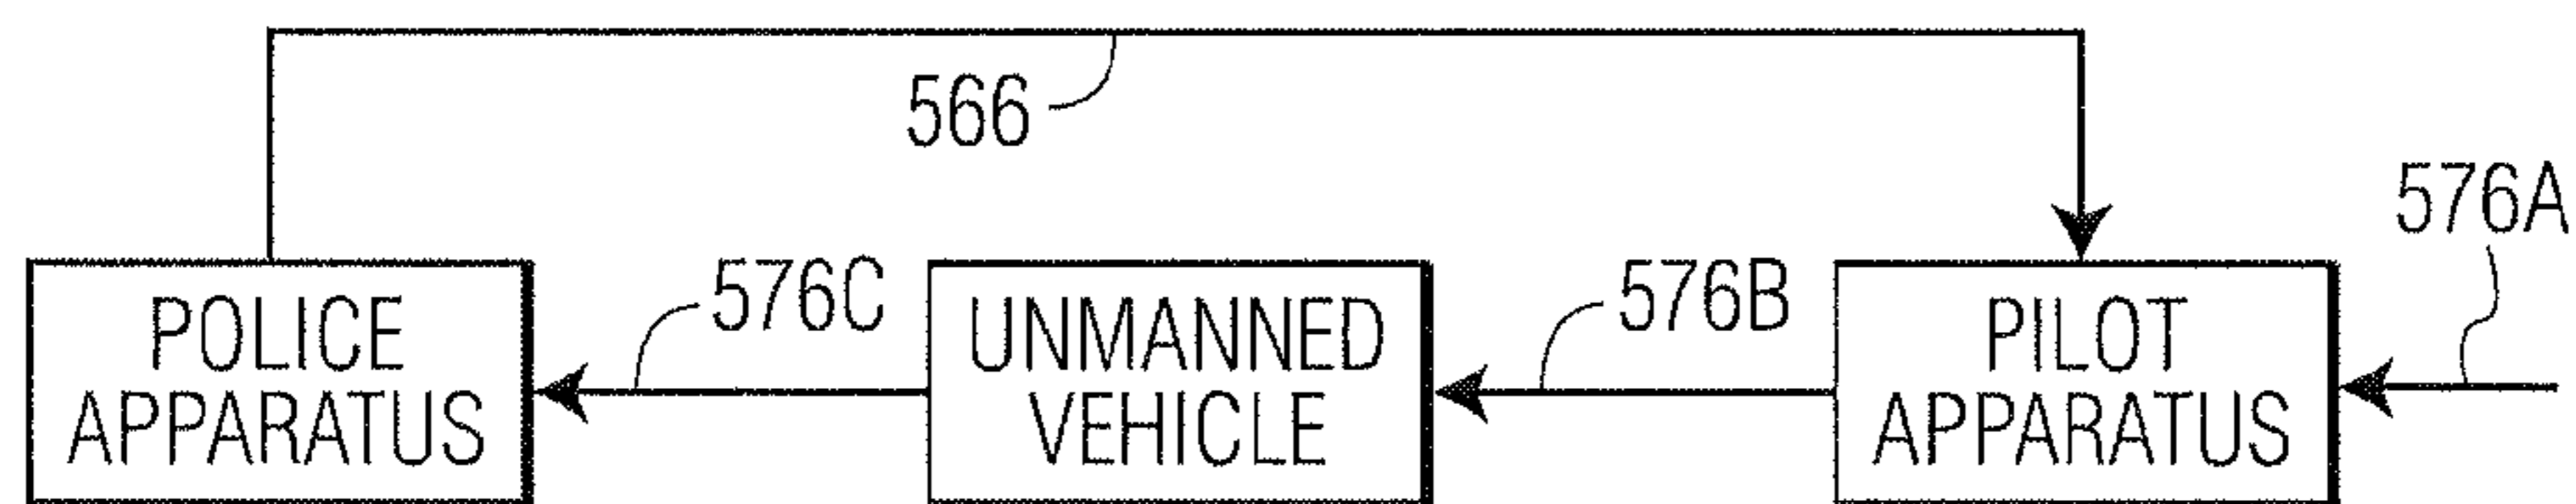 566
576A
POLICE
APPARATUS
576C
UNMANNED
VEHICLE
576B
PILOT
APPARATUS